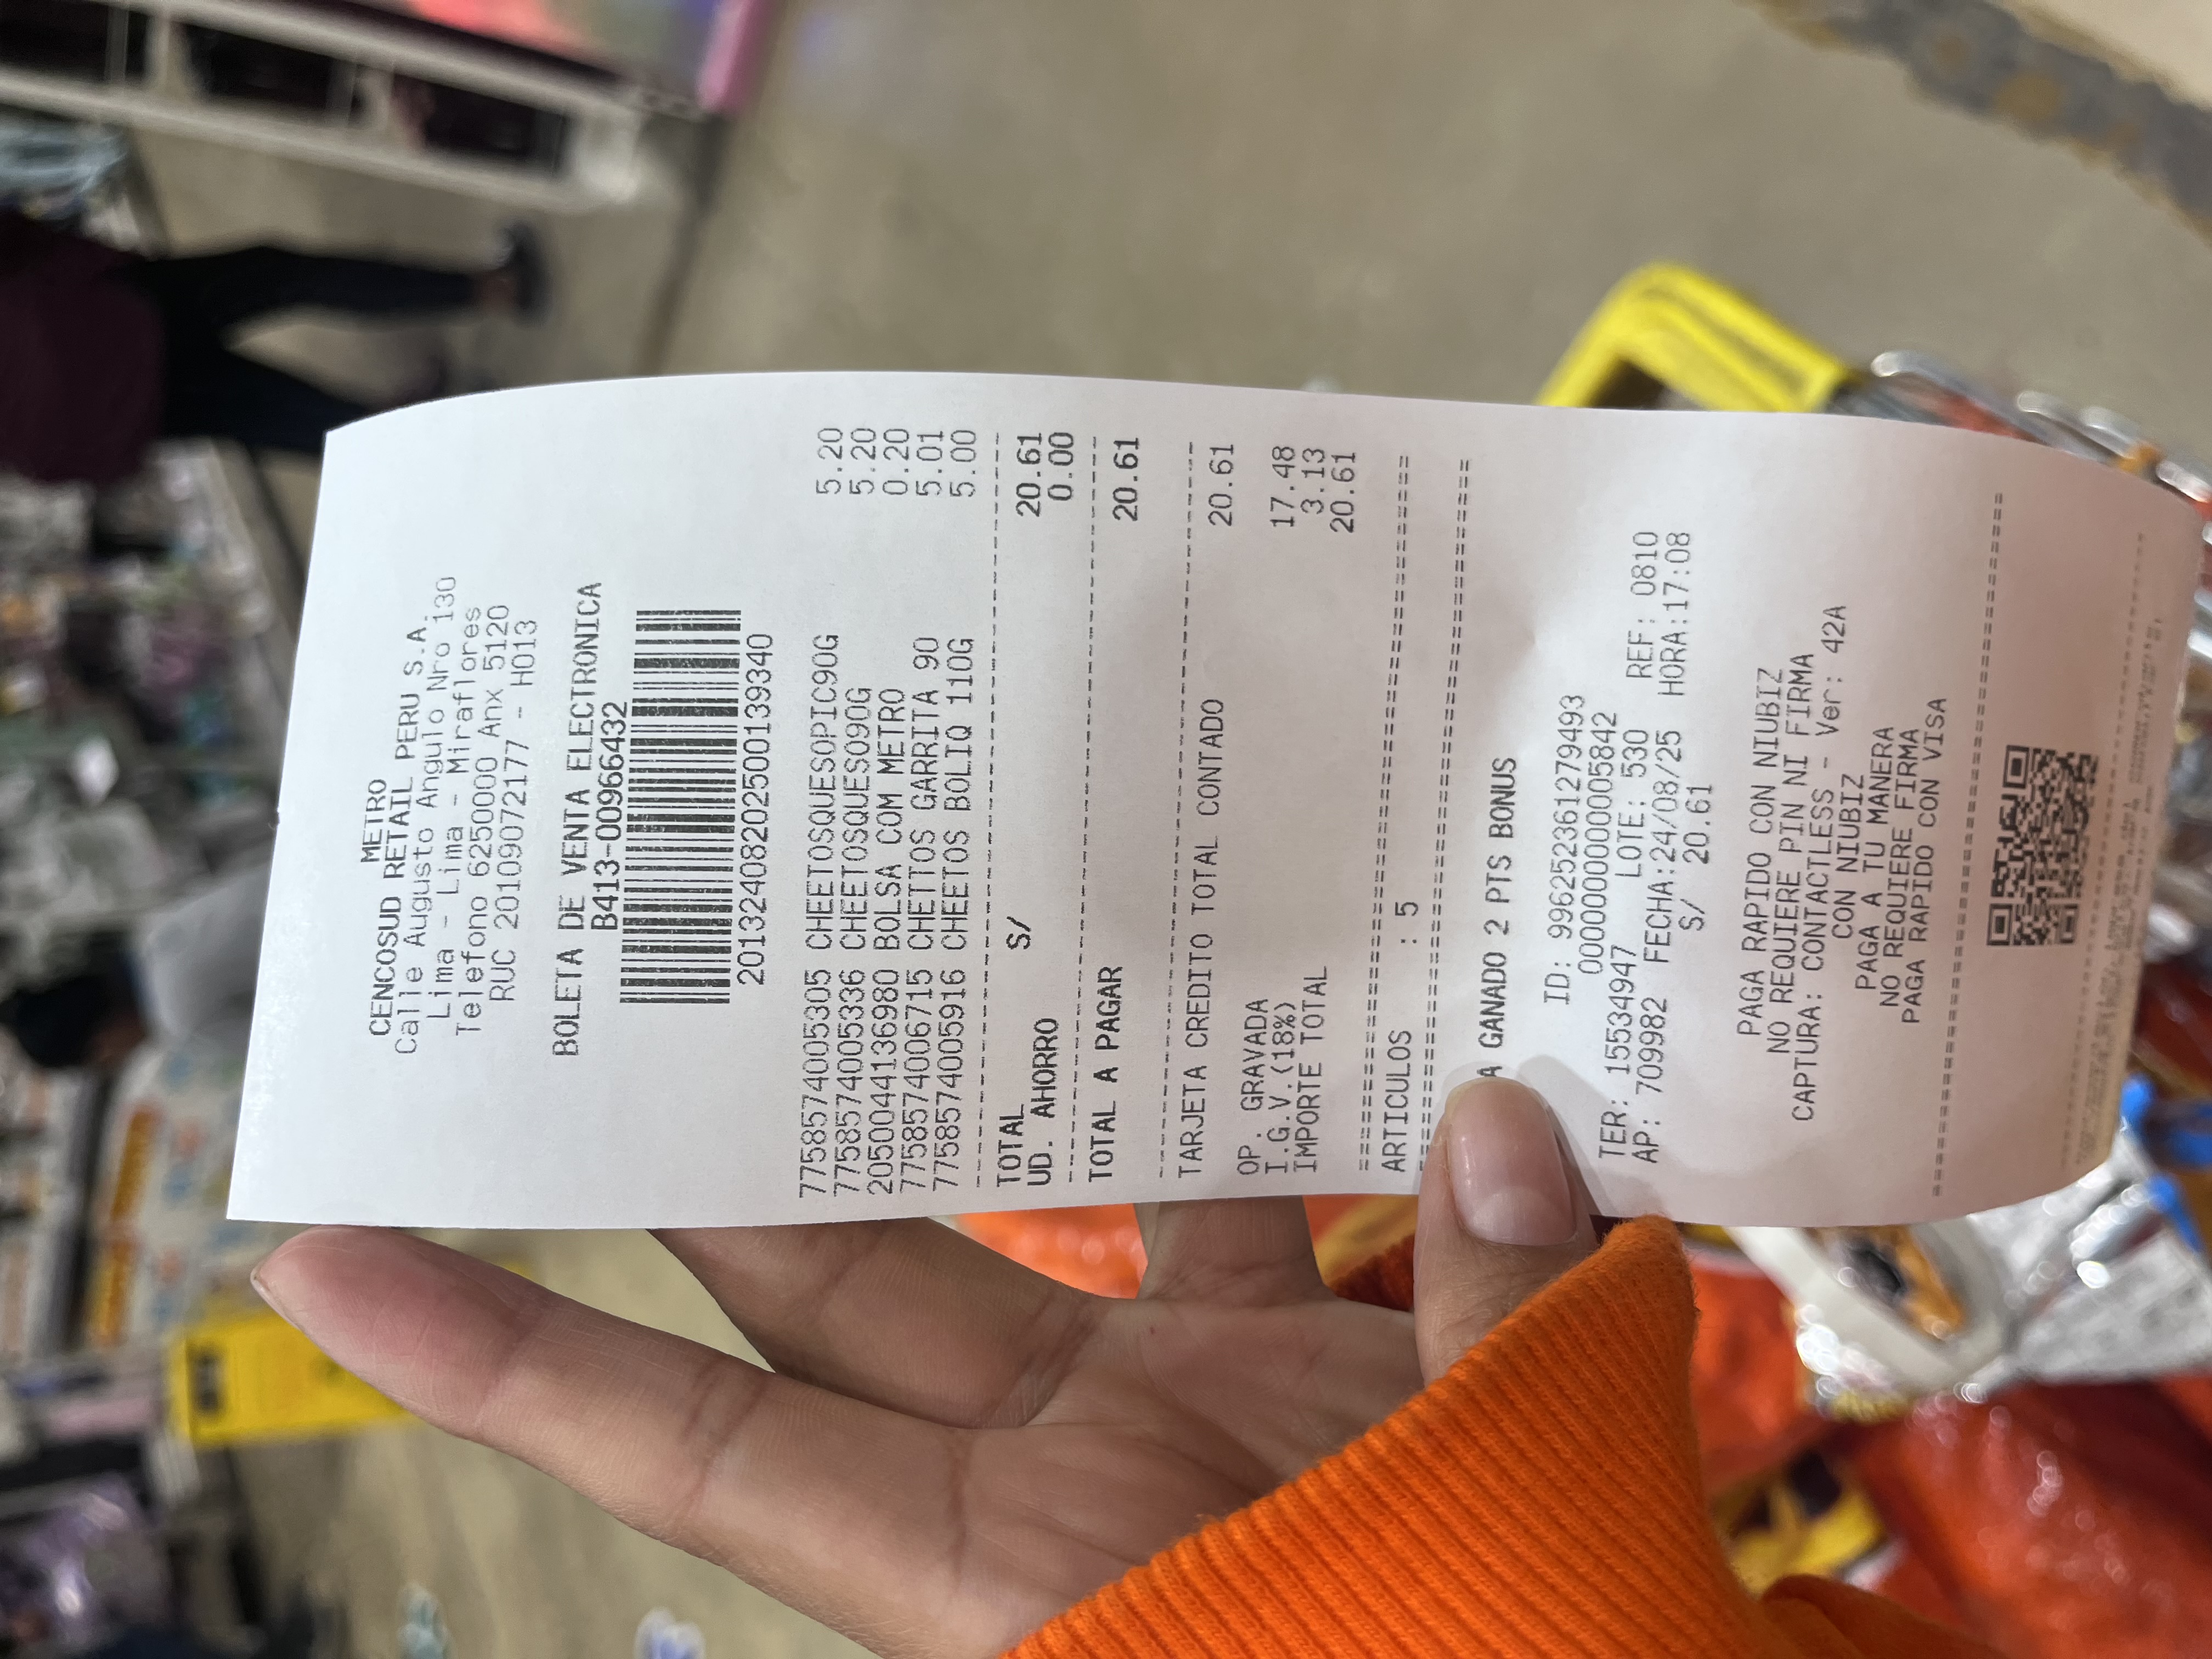 METRO
CENCOSUD RETAIL PERU S.A.
Calle Augusto Angulo Nro 130
Lima - Lima - Miraflores
Telefono 6250000 Anx 5120
RUC 20109072177 - H013
BOLETA DE VENTA ELECTRONICA
B413-00966432
20132408202500139340
7758574005305 CHEETOSQUESOPIC90G 5.20
7758574005336 CHEETOSQUESO90G 5.20
2050044136980 BOLSA COM METRO 0.20
7758574006715 CHETTOS GARRITA 90 5.01
7758574005916 CHEETOS BOLIQ 110G 5.00
TOTAL S/ 20.61
UD. AHORRO 0.00
TOTAL A PAGAR 20.61
TARJETA CREDITO TOTAL CONTADO 20.61
OP. GRAVADA 17.48
I.G.V.(18%) 3.13
IMPORTE TOTAL 20.61
ARTICULOS : 5
A GANADO 2 PTS BONUS
ID: 996252361279493
0000000000005842
TER: 15534947 LOTE: 530 REF: 0810
AP: 709982 FECHA:24/08/25 HORA:17:08
S/ 20.61
PAGA RAPIDO CON NIUBIZ
NO REQUIERE PIN NI FIRMA
CAPTURA: CONTACTLESS - Ver: 42A
CON NIUBIZ
PAGA A TU MANERA
NO REQUIERE FIRMA
PAGA RAPIDO CON VISA